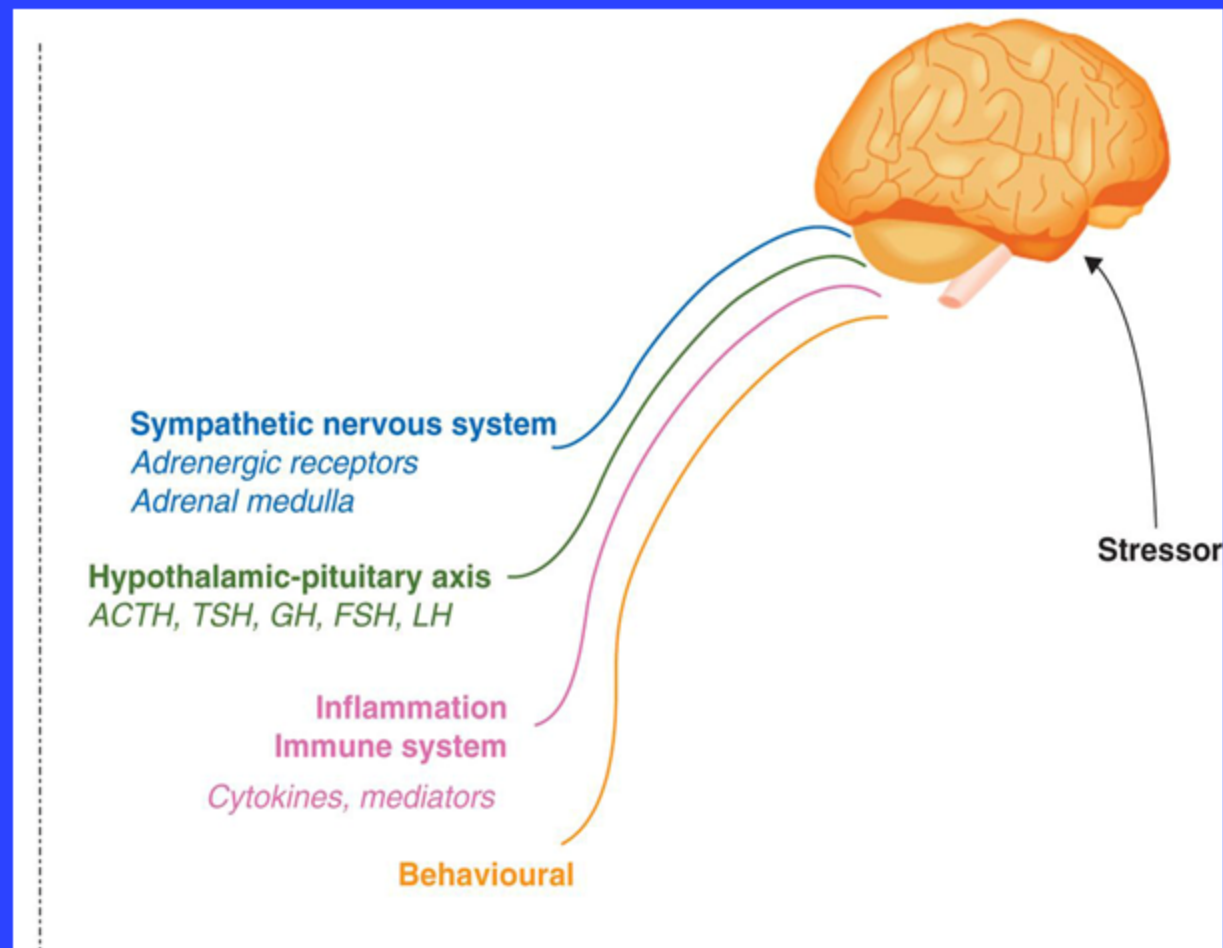 Sympathetic nervous system
Adrenergic receptors
Adrenal medulla
Hypothalamic-pituitary axis
ACTH, TSH, GH, FSH, LH
Inflammation
Immune system
Cytokines, mediators
Behavioural
Stressor